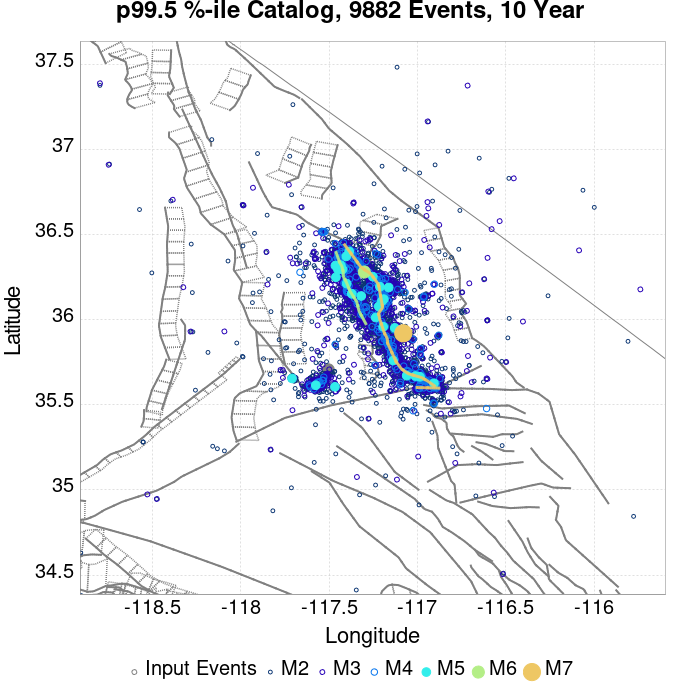 p99.5 %-ile Catalog, 9882 Events, 10 Year
37.5
37
36.5
36
35.5
35
34.5
Latitude
-118.5 -118 -117.5 -117 -116.5 -116
Longitude
Input Events M2 M3 M4 M5 M6 M7